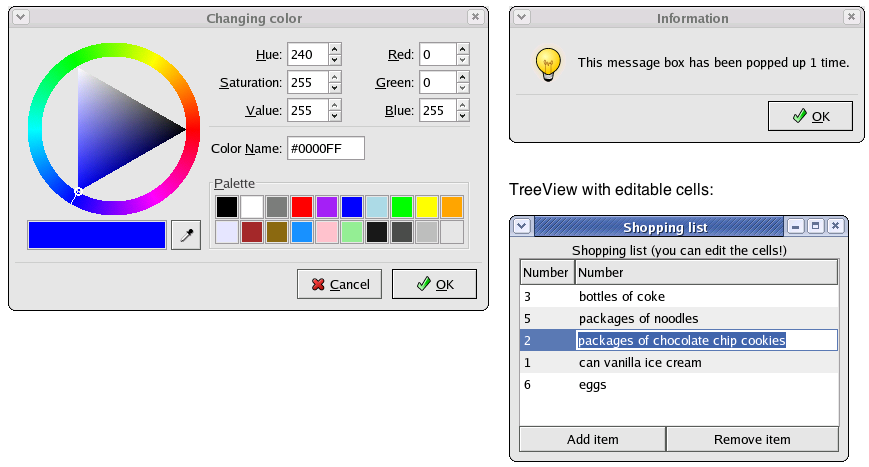 Changing color
Hue: 240 Red: 0
Saturation: 255 Green: 0
Value: 255 Blue: 255
Color Name: #0000FF
Palette
Cancel OK
Information
This message box has been popped up 1 time.
OK
TreeView with editable cells:
Shopping list
Shopping list (you can edit the cells!)
Number Number
3 bottles of coke
5 packages of noodles
2 packages of chocolate chip cookies
1 can vanilla ice cream
6 eggs
Add item Remove item